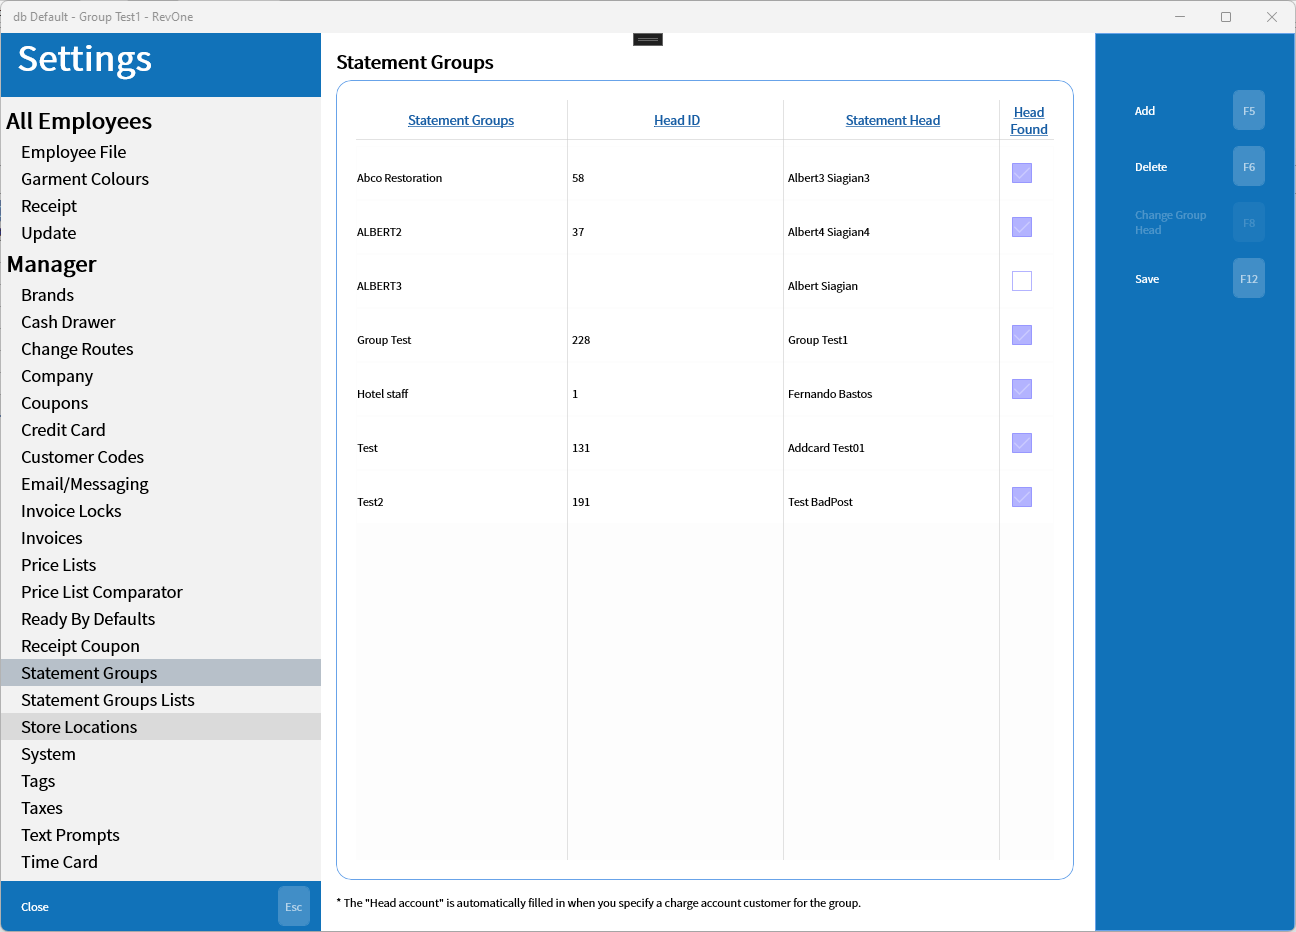 db Default - Group Test1 - RevOne
Settings
All Employees
Employee File
Garment Colours
Receipt
Update
Manager
Brands
Cash Drawer
Change Routes
Company
Coupons
Credit Card
Customer Codes
Email/Messaging
Invoice Locks
Invoices
Price Lists
Price List Comparator
Ready By Defaults
Receipt Coupon
Statement Groups
Statement Groups Lists
Store Locations
System
Tags
Taxes
Text Prompts
Time Card
Close Esc
Statement Groups
Statement Groups Head ID Statement Head Head
Found
Abco Restoration 58 Albert3 Siagian3
ALBERT2 37 Albert4 Siagian4
ALBERT3 Albert Siagian
Group Test 228 Group Test1
Hotel staff 1 Fernando Bastos
Test 131 Addcard Test01
Test2 191 Test BadPost
* The "Head account" is automatically filled in when you specify a charge account customer for the group.
Add F5
Delete F6
Change Group
Head F8
Save F12